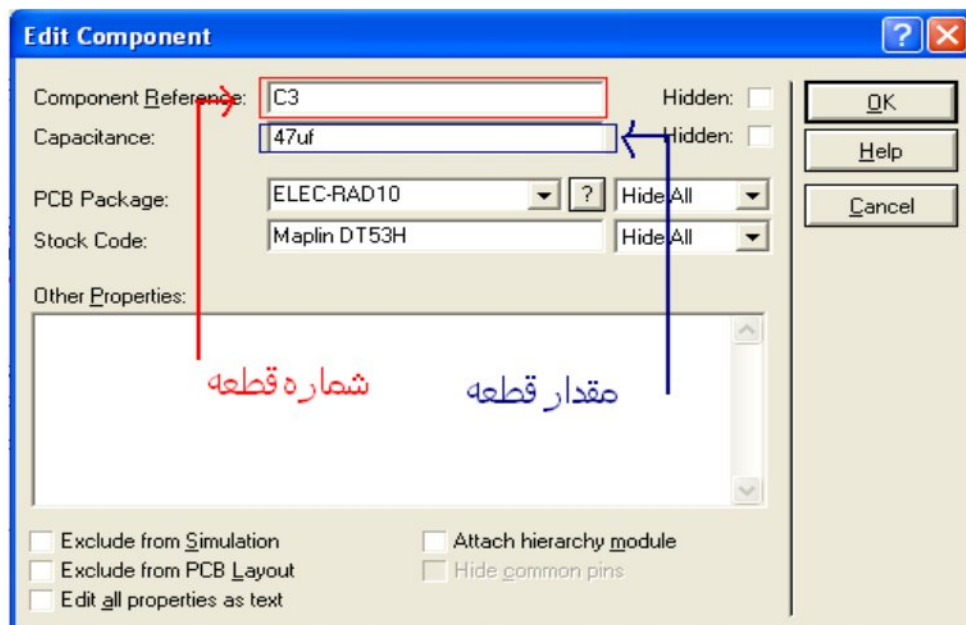 Edit Component
Component Reference: C3 Hidden: OK
Capacitance: 47uf Hidden: Help
PCB Package: ELEC-RAD10 ? Hide All Cancel
Stock Code: Maplin DT53H Hide All
Other Properties:
شماره قطعه
مقدار قطعه
Exclude from Simulation Attach hierarchy module
Exclude from PCB Layout Hide common pins
Edit all properties as text